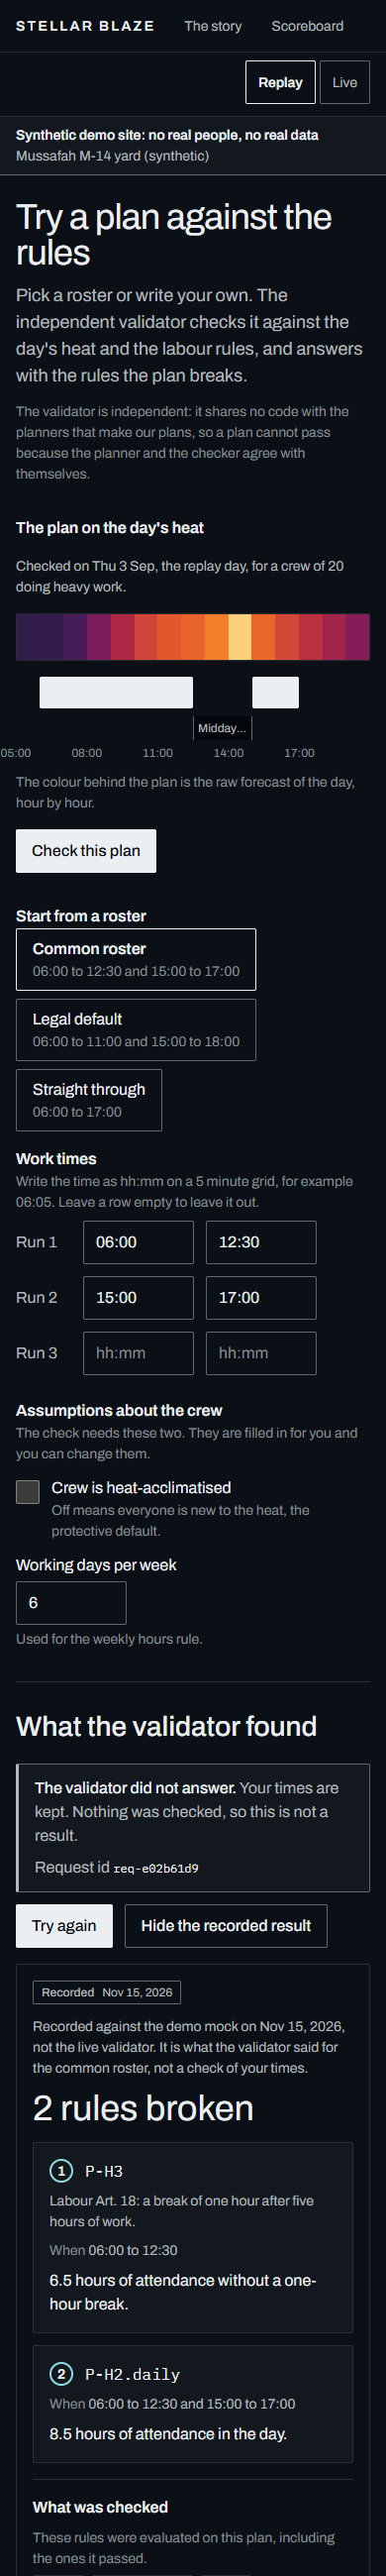 STELLAR BLAZE The story Scoreboard
Replay Live
Synthetic demo site: no real people, no real data
Mussafah M-14 yard (synthetic)
Try a plan against the
rules
Pick a roster or write your own. The
independent validator checks it against the
day's heat and the labour rules, and answers
with the rules the plan breaks.
The validator is independent: it shares no code with the
planners that make our plans, so a plan cannot pass
because the planner and the checker agree with
themselves.
The plan on the day's heat
Checked on Thu 3 Sep, the replay day, for a crew of 20
doing heavy work.
Midday...
05:00 08:00 11:00 14:00 17:00
The colour behind the plan is the raw forecast of the day,
hour by hour.
Check this plan
Start from a roster
Common roster
06:00 to 12:30 and 15:00 to 17:00
Legal default
06:00 to 11:00 and 15:00 to 18:00
Straight through
06:00 to 17:00
Work times
Write the time as hh:mm on a 5 minute grid, for example
06:05. Leave a row empty to leave it out.
Run 1 06:00 12:30
Run 2 15:00 17:00
Run 3 hh:mm hh:mm
Assumptions about the crew
The check needs these two. They are filled in for you and
you can change them.
Crew is heat-acclimatised
Off means everyone is new to the heat, the
protective default.
Working days per week
6
Used for the weekly hours rule.
What the validator found
The validator did not answer. Your times are
kept. Nothing was checked, so this is not a
result.
Request id req-e02b61d9
Try again Hide the recorded result
Recorded Nov 15, 2026
Recorded against the demo mock on Nov 15, 2026,
not the live validator. It is what the validator said for
the common roster, not a check of your times.
2 rules broken
1 P-H3
Labour Art. 18: a break of one hour after five
hours of work.
When 06:00 to 12:30
6.5 hours of attendance without a one-
hour break.
2 P-H2.daily
When 06:00 to 12:30 and 15:00 to 17:00
8.5 hours of attendance in the day.
What was checked
These rules were evaluated on this plan, including
the ones it passed.